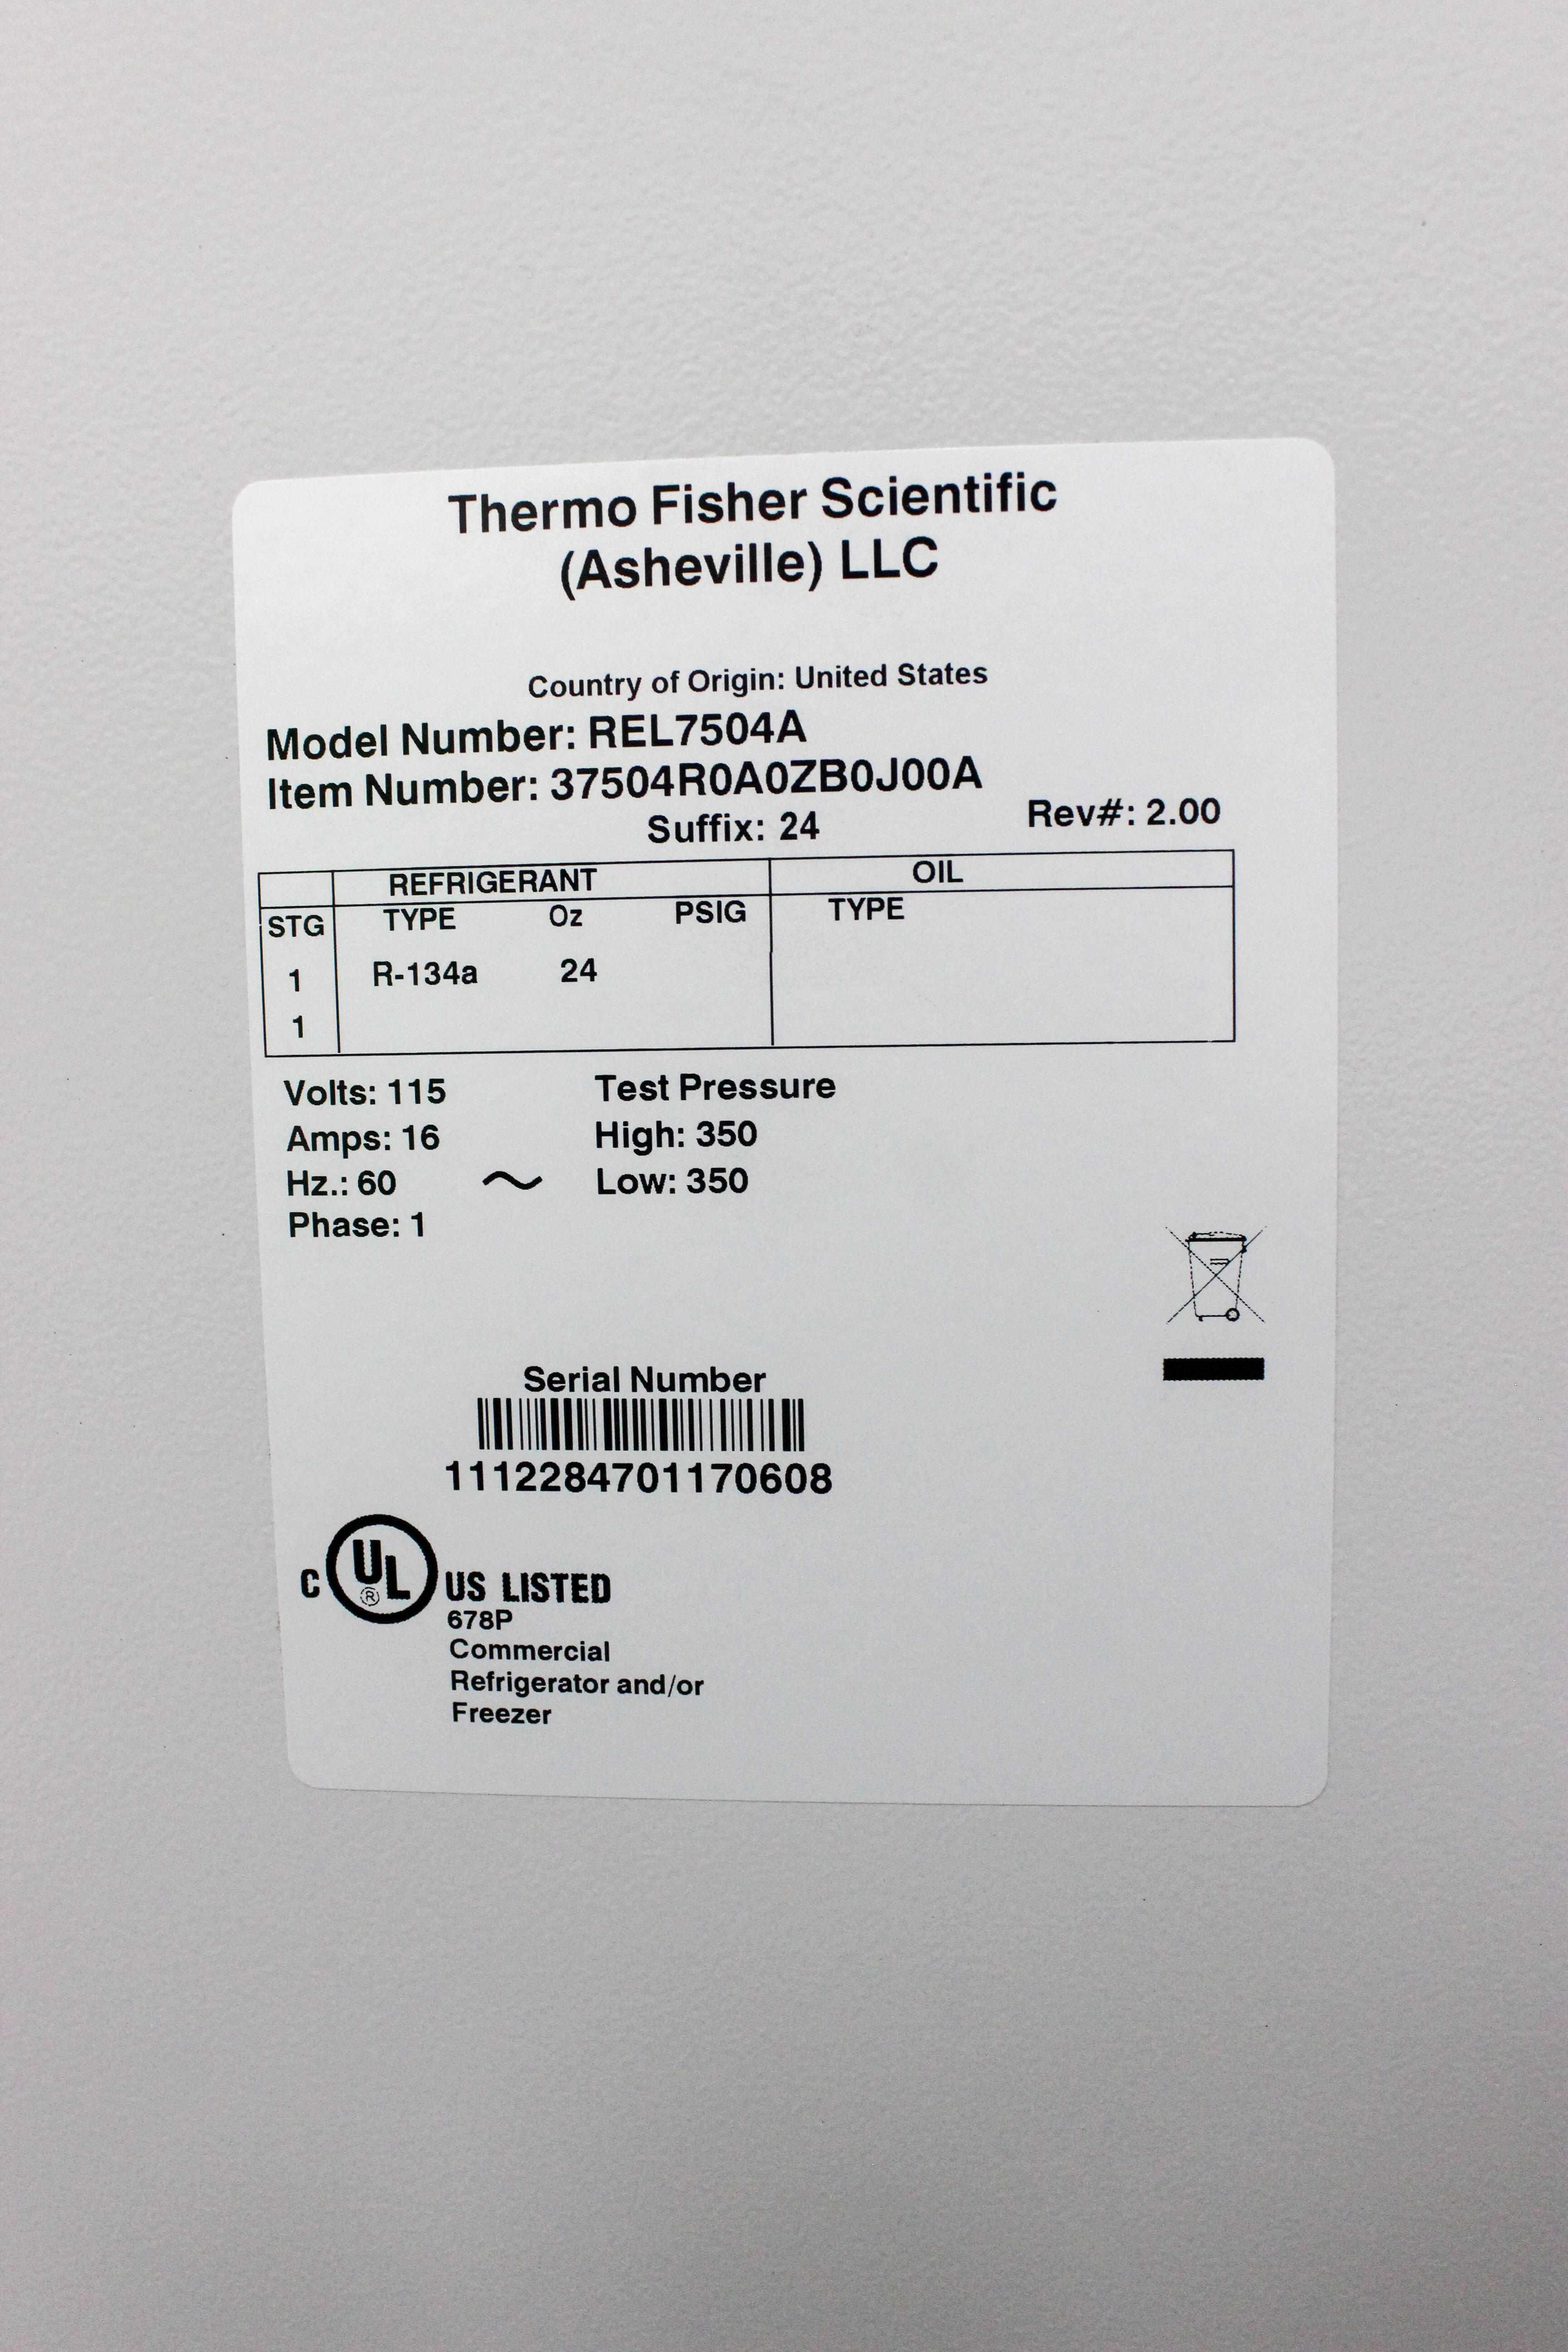 Thermo Fisher Scientific
(Asheville) LLC
Country of Origin: United States
Model Number: REL7504A
Item Number: 37504R0A0ZB0J00A
Suffix: 24 Rev#: 2.00
REFRIGERANT OIL
STG TYPE Oz PSIG TYPE
1 R-134a 24
1
Volts: 115 Test Pressure
Amps: 16 High: 350
Hz.: 60 ~ Low: 350
Phase: 1
Serial Number
1112284701170608
C UL ® US LISTED
678P
Commercial
Refrigerator and/or
Freezer